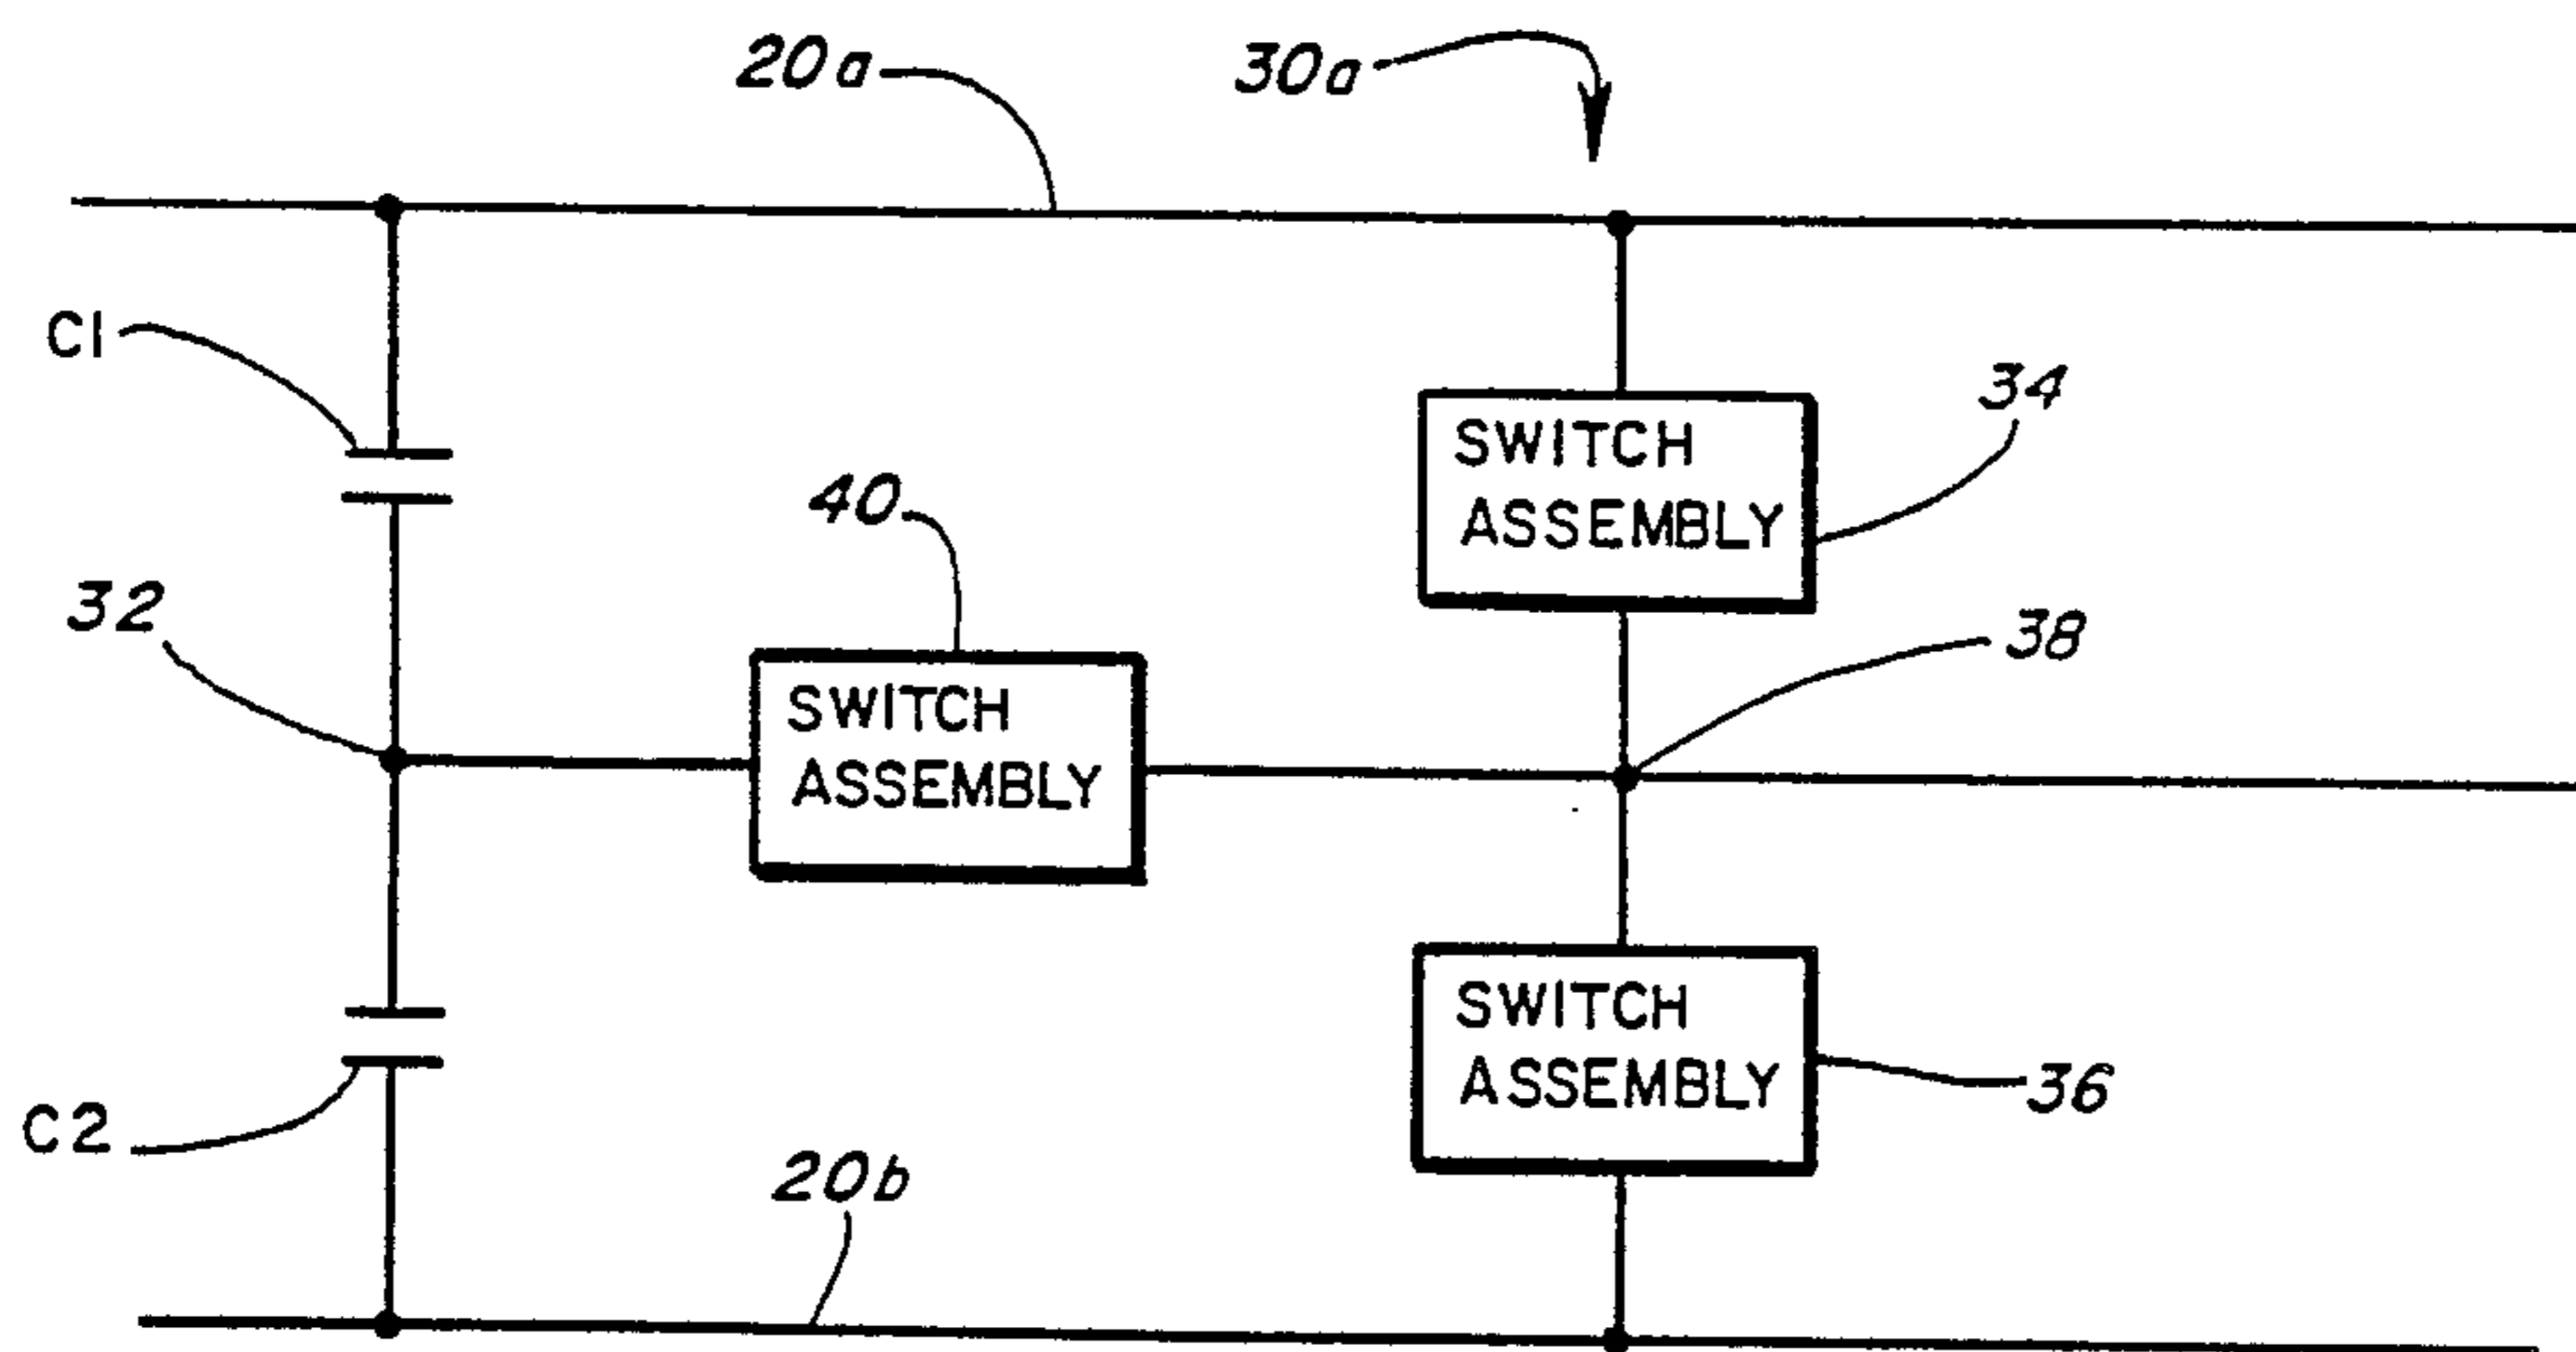 20a
30a
C1
34
SWITCH
ASSEMBLY
40
32
38
SWITCH
ASSEMBLY
SWITCH
ASSEMBLY
36
C2
20b